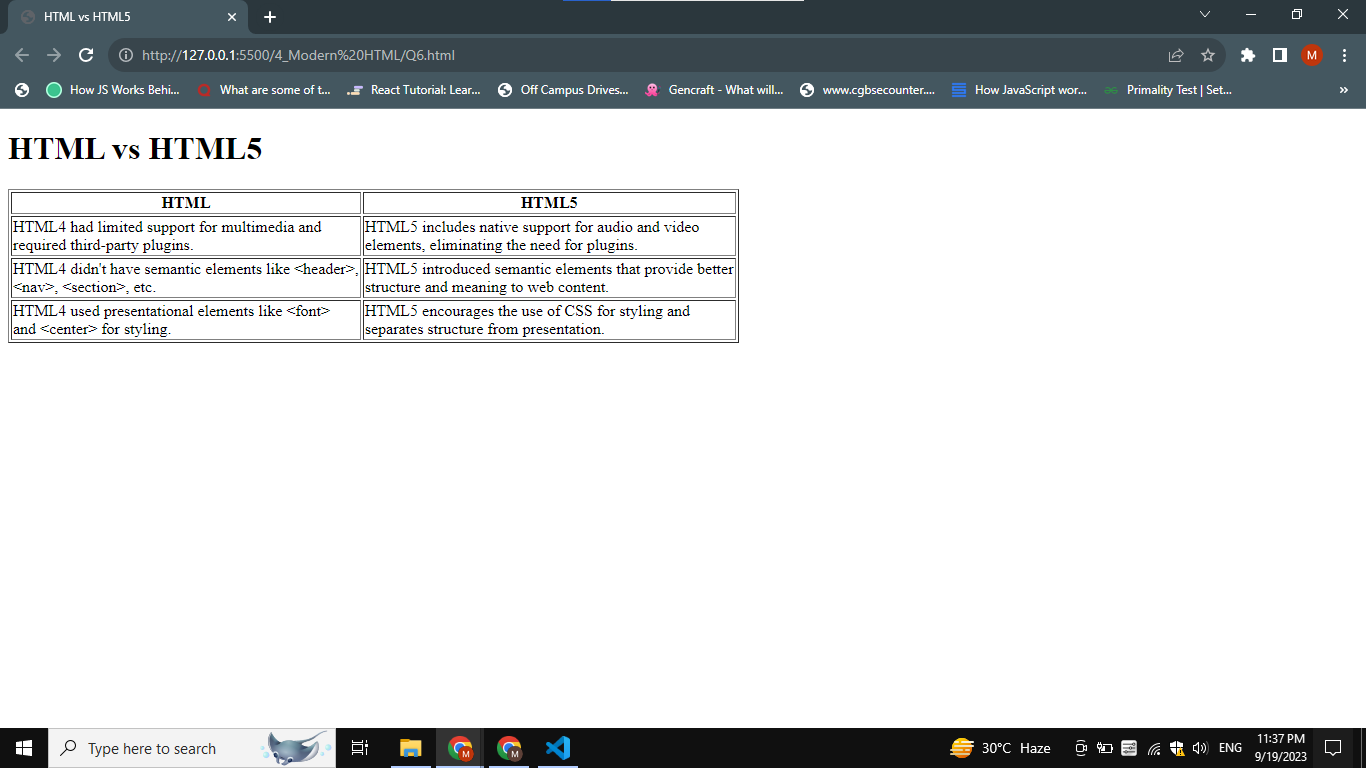 HTML vs HTML5
http://127.0.0.1:5500/4_Modern%20HTML/Q6.html
M
How JS Works Behi... What are some of t... React Tutorial: Lear... Off Campus Drives... Gencraft - What will... www.cgbsecounter.... How JavaScript wor... Primality Test | Set... »
HTML vs HTML5
HTML HTML5
HTML4 had limited support for multimedia and
required third-party plugins.
HTML5 includes native support for audio and video
elements, eliminating the need for plugins.
HTML4 didn't have semantic elements like <header>,
<nav>, <section>, etc.
HTML5 introduced semantic elements that provide better
structure and meaning to web content.
HTML4 used presentational elements like <font>
and <center> for styling.
HTML5 encourages the use of CSS for styling and
separates structure from presentation.
Type here to search
M
M
30°C Haze
ENG
11:37 PM
9/19/2023